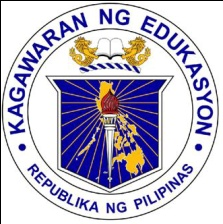 KAGAWARAN NG EDUKASYON
REPUBLIKA NG PILIPINAS